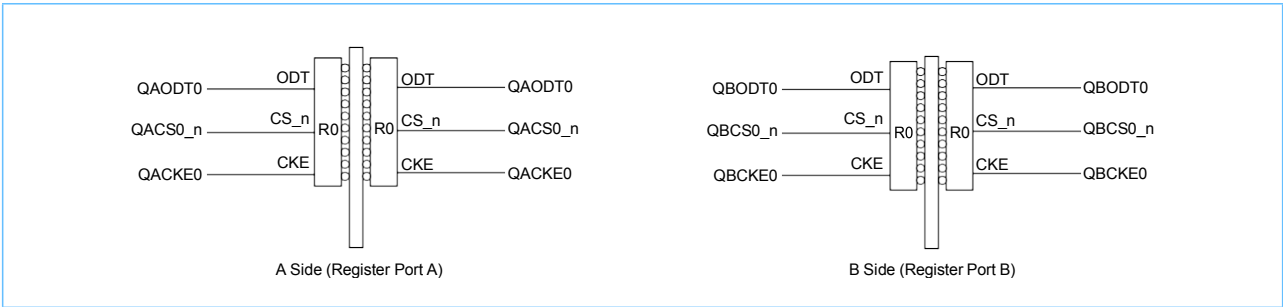 QAODT0 ODT ODT QAODT0
QACS0_n CS_n R0 R0 CS_n QACS0_n
QACKE0 CKE CKE QACKE0
A Side (Register Port A)
QBODT0 ODT ODT QBODT0
QBCS0_n CS_n R0 R0 CS_n QBCS0_n
QBCKE0 CKE CKE QBCKE0
B Side (Register Port B)